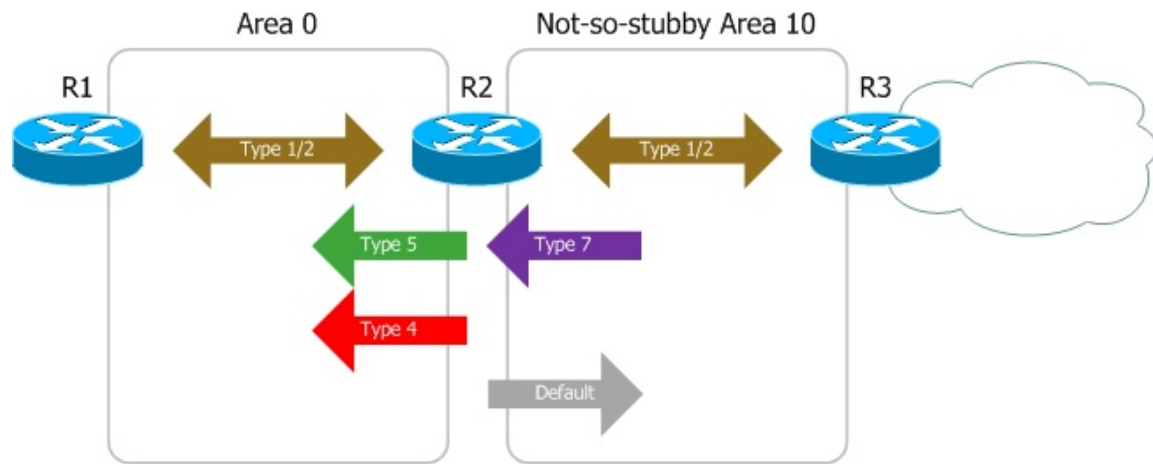 Area 0
Not-so-stubby Area 10
R1
R2
R3
Type 1/2
Type 1/2
Type 5
Type 7
Type 4
Default